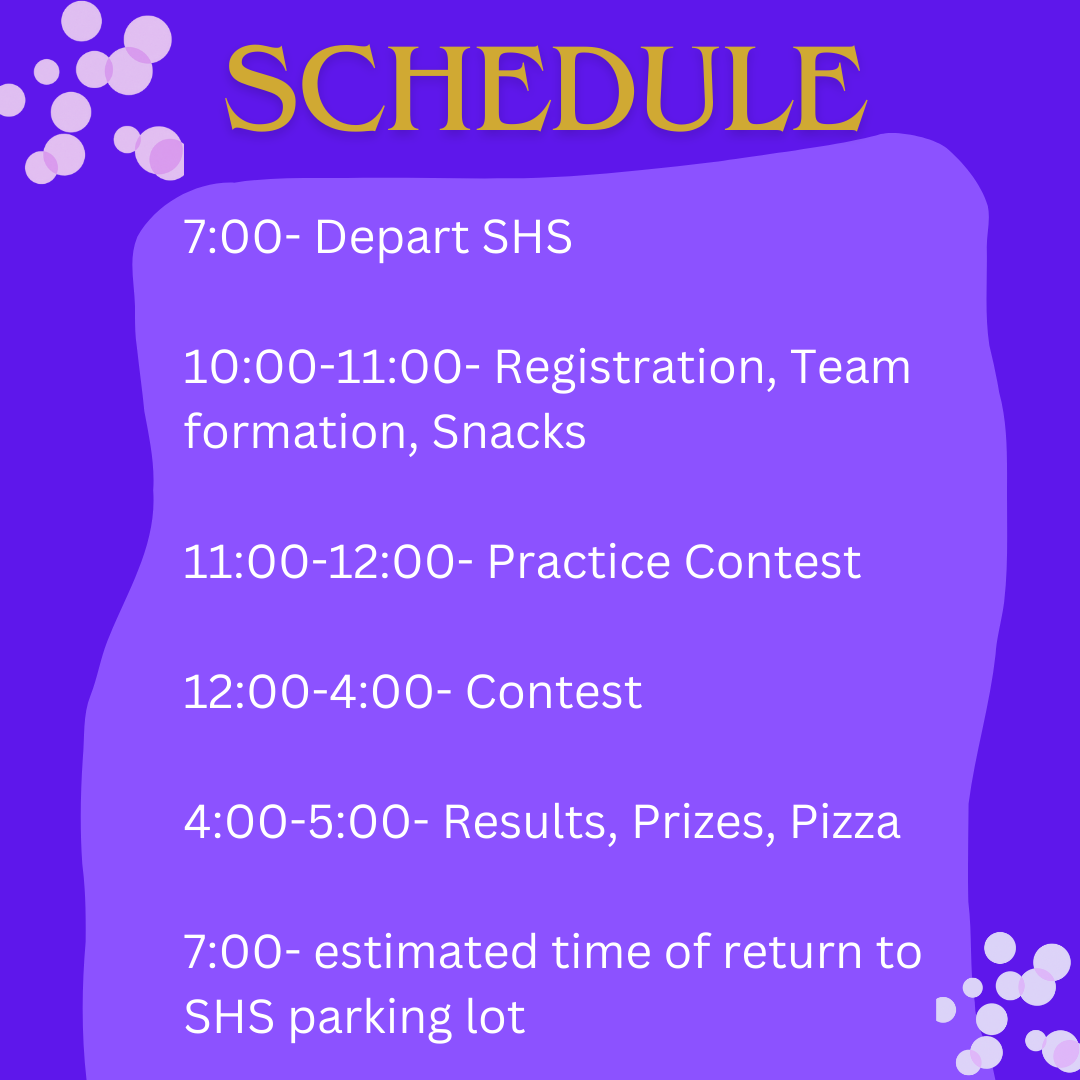 SCHEDULE
7:00- Depart SHS
10:00-11:00- Registration, Team
formation, Snacks
11:00-12:00- Practice Contest
12:00-4:00- Contest
4:00-5:00- Results, Prizes, Pizza
7:00- estimated time of return to
SHS parking lot